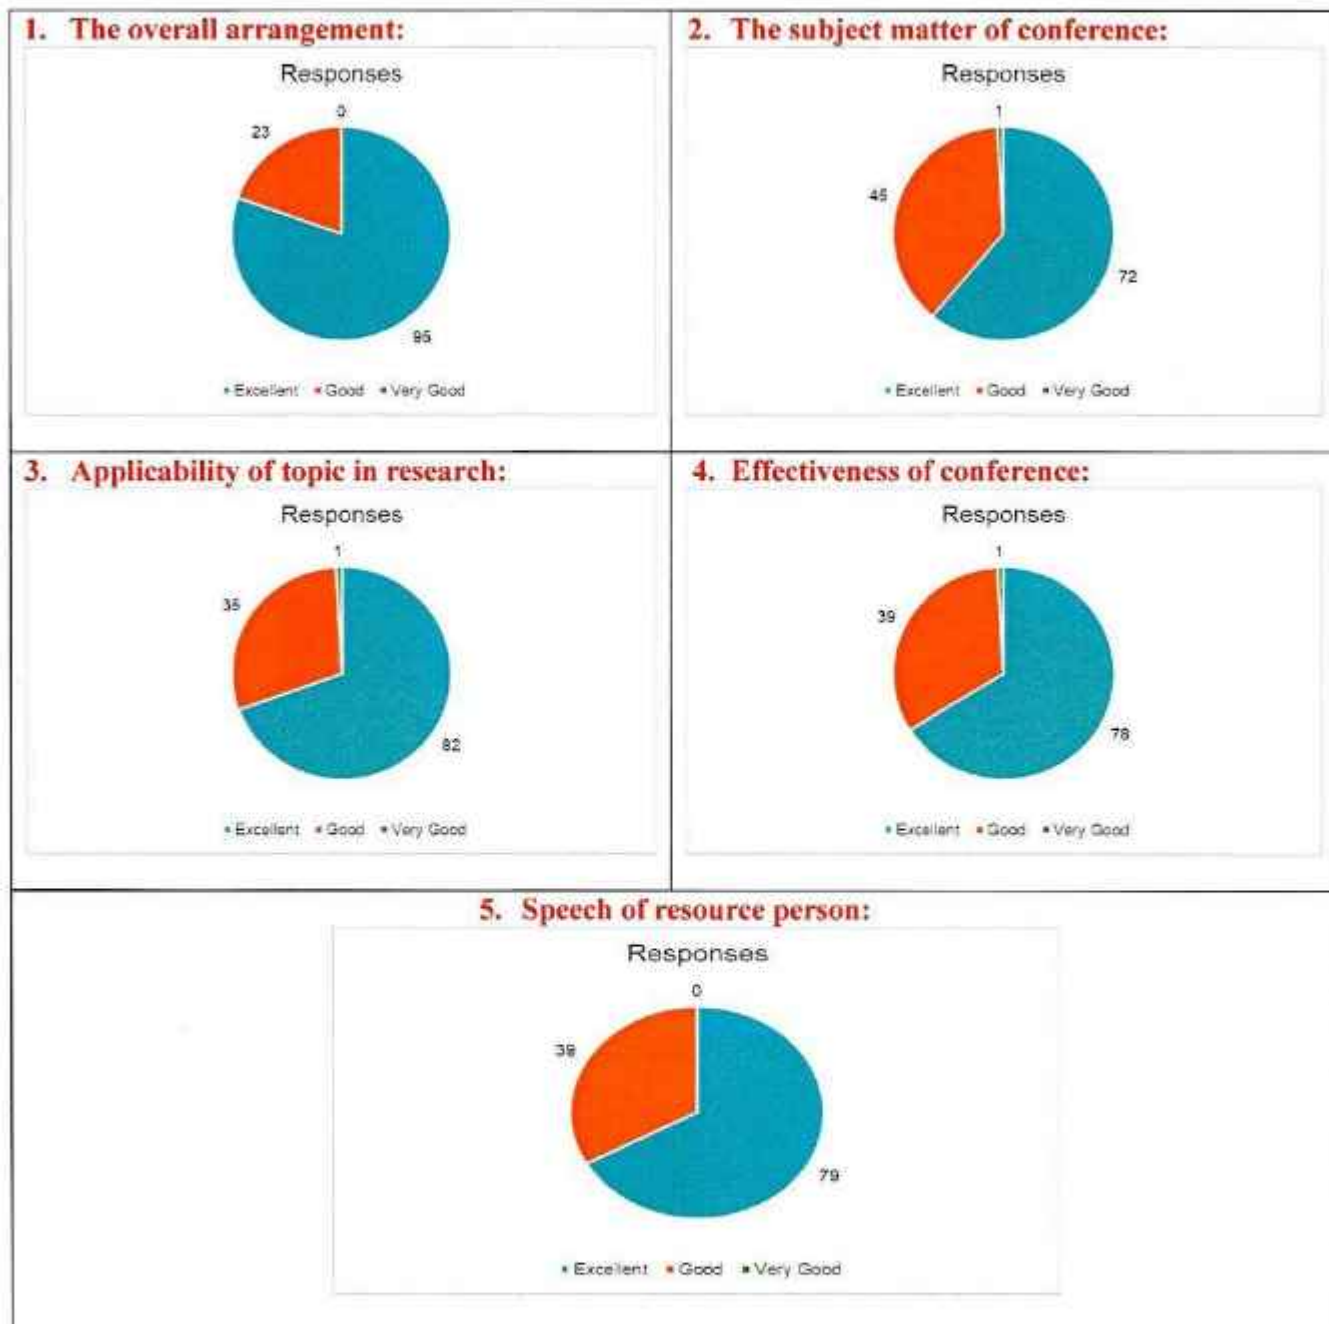 1. The overall arrangement:
Responses
0
23
95
Excellent Good Very Good
2. The subject matter of conference:
Responses
1
45
72
Excellent Good Very Good
3. Applicability of topic in research:
Responses
1
35
82
Excellent Good Very Good
4. Effectiveness of conference:
Responses
1
39
78
Excellent Good Very Good
5. Speech of resource person:
Responses
0
39
79
Excellent Good Very Good